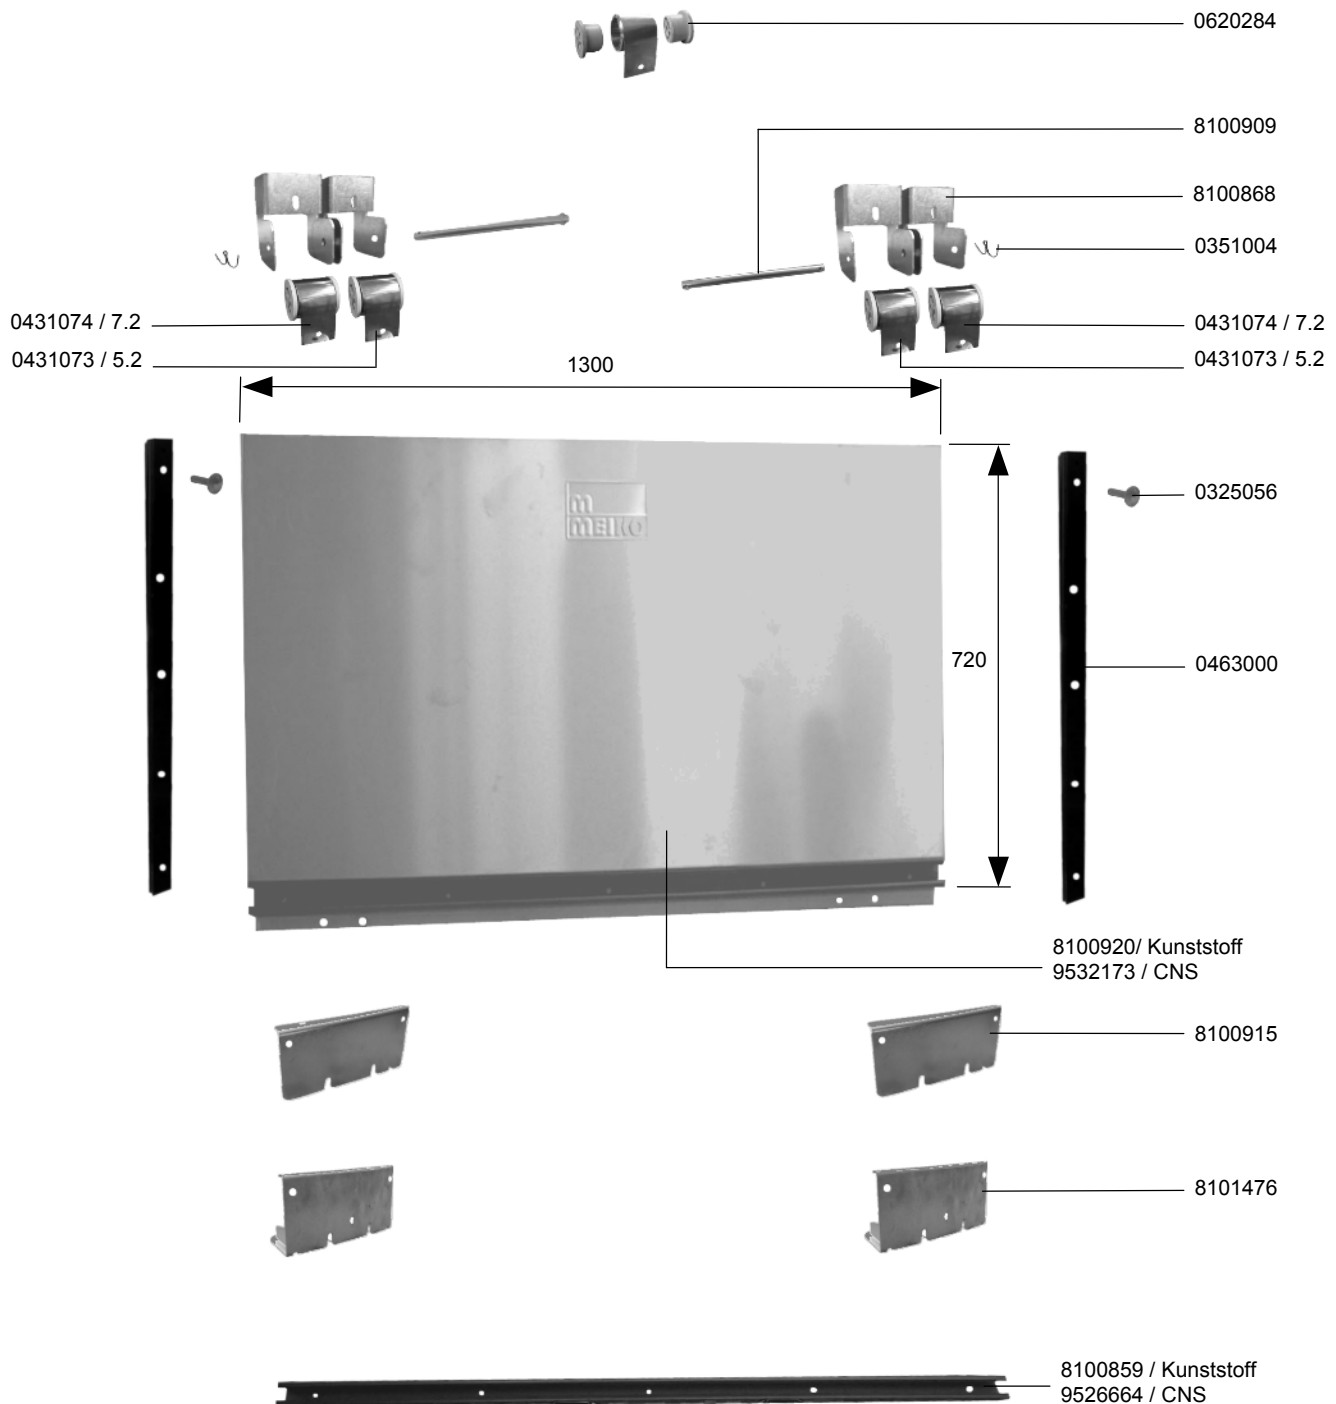 0620284
8100909
8100868
0351004
0431074 / 7.2
0431074 / 7.2
0431073 / 5.2
0431073 / 5.2
1300
m
MEIKO
0325056
720
0463000
8100920/ Kunststoff
9532173 / CNS
8100915
8101476
8100859 / Kunststoff
9526664 / CNS